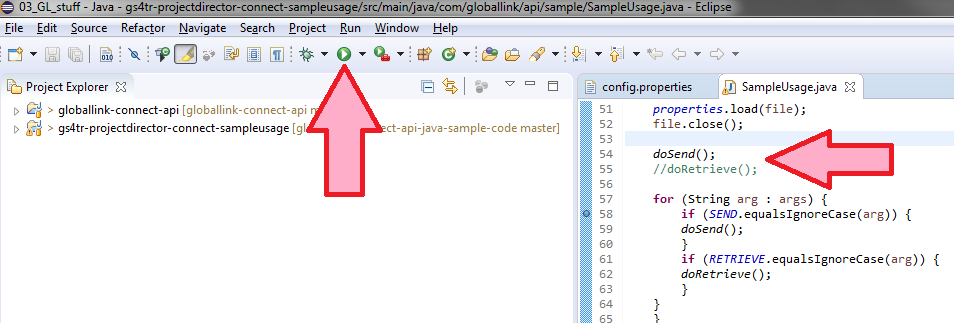 03_GL_stuff - Java - gs4tr-projectdirector-connect-sampleusage/src/main/java/com/globallink/api/sample/SampleUsage.java - Eclipse
File Edit Source Refactor Navigate Search Project Run Window Help
010
Project Explorer
config.properties SampleUsage.java
> globallink-connect-api [globallink-connect-api m
> gs4tr-projectdirector-connect-sampleusage [gl ect-api-java-sample-code master]
51 properties.load(file);
52 file.close();
53
54 doSend();
55 //doRetrieve();
56
57 for (String arg : args) {
58 if (SEND.equalsIgnoreCase(arg)) {
59 doSend();
60 }
61 if (RETRIEVE.equalsIgnoreCase(arg)) {
62 doRetrieve();
63 }
64 }
65 }